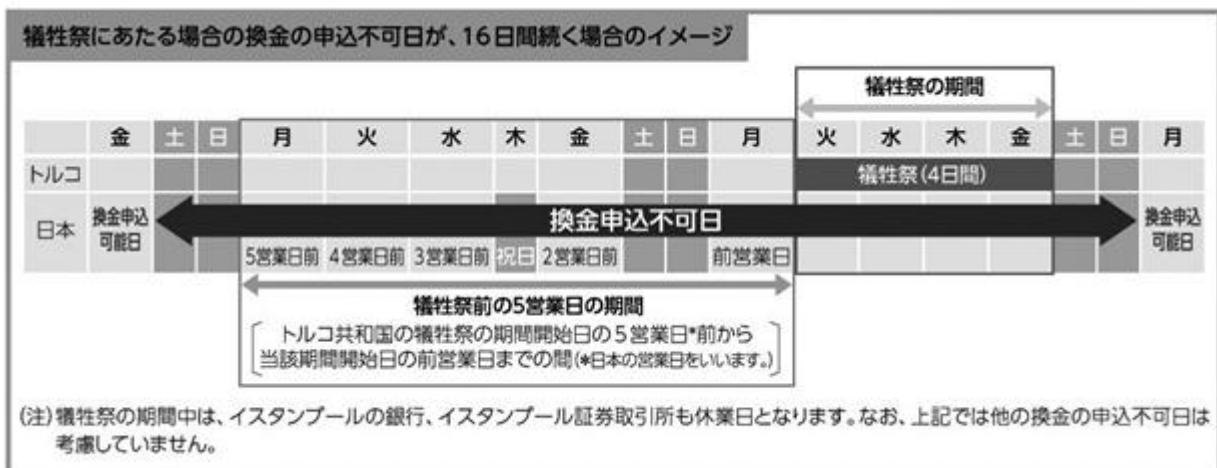 犠牲祭にあたる場合の換金の申込不可日が、16日間続く場合のイメージ
犠牲祭の期間
金 土 日 月 火 水 木 金 土 日 月 火 水 木 金 土 日 月
トルコ 犠牲祭(4日間)
日本 換金申込可能日 換金申込不可日 換金申込可能日
5営業日前 4営業日前 3営業日前 祝日 2営業日前 前営業日
犠牲祭前の5営業日の期間
トルコ共和国の犠牲祭の期間開始日の5営業日*前から
当該期間開始日の前営業日までの間(*日本の営業日をいいます。)
(注)犠牲祭の期間中は、イスタンブールの銀行、イスタンブール証券取引所も休業日となります。なお、上記では他の換金の申込不可日は
考慮していません。